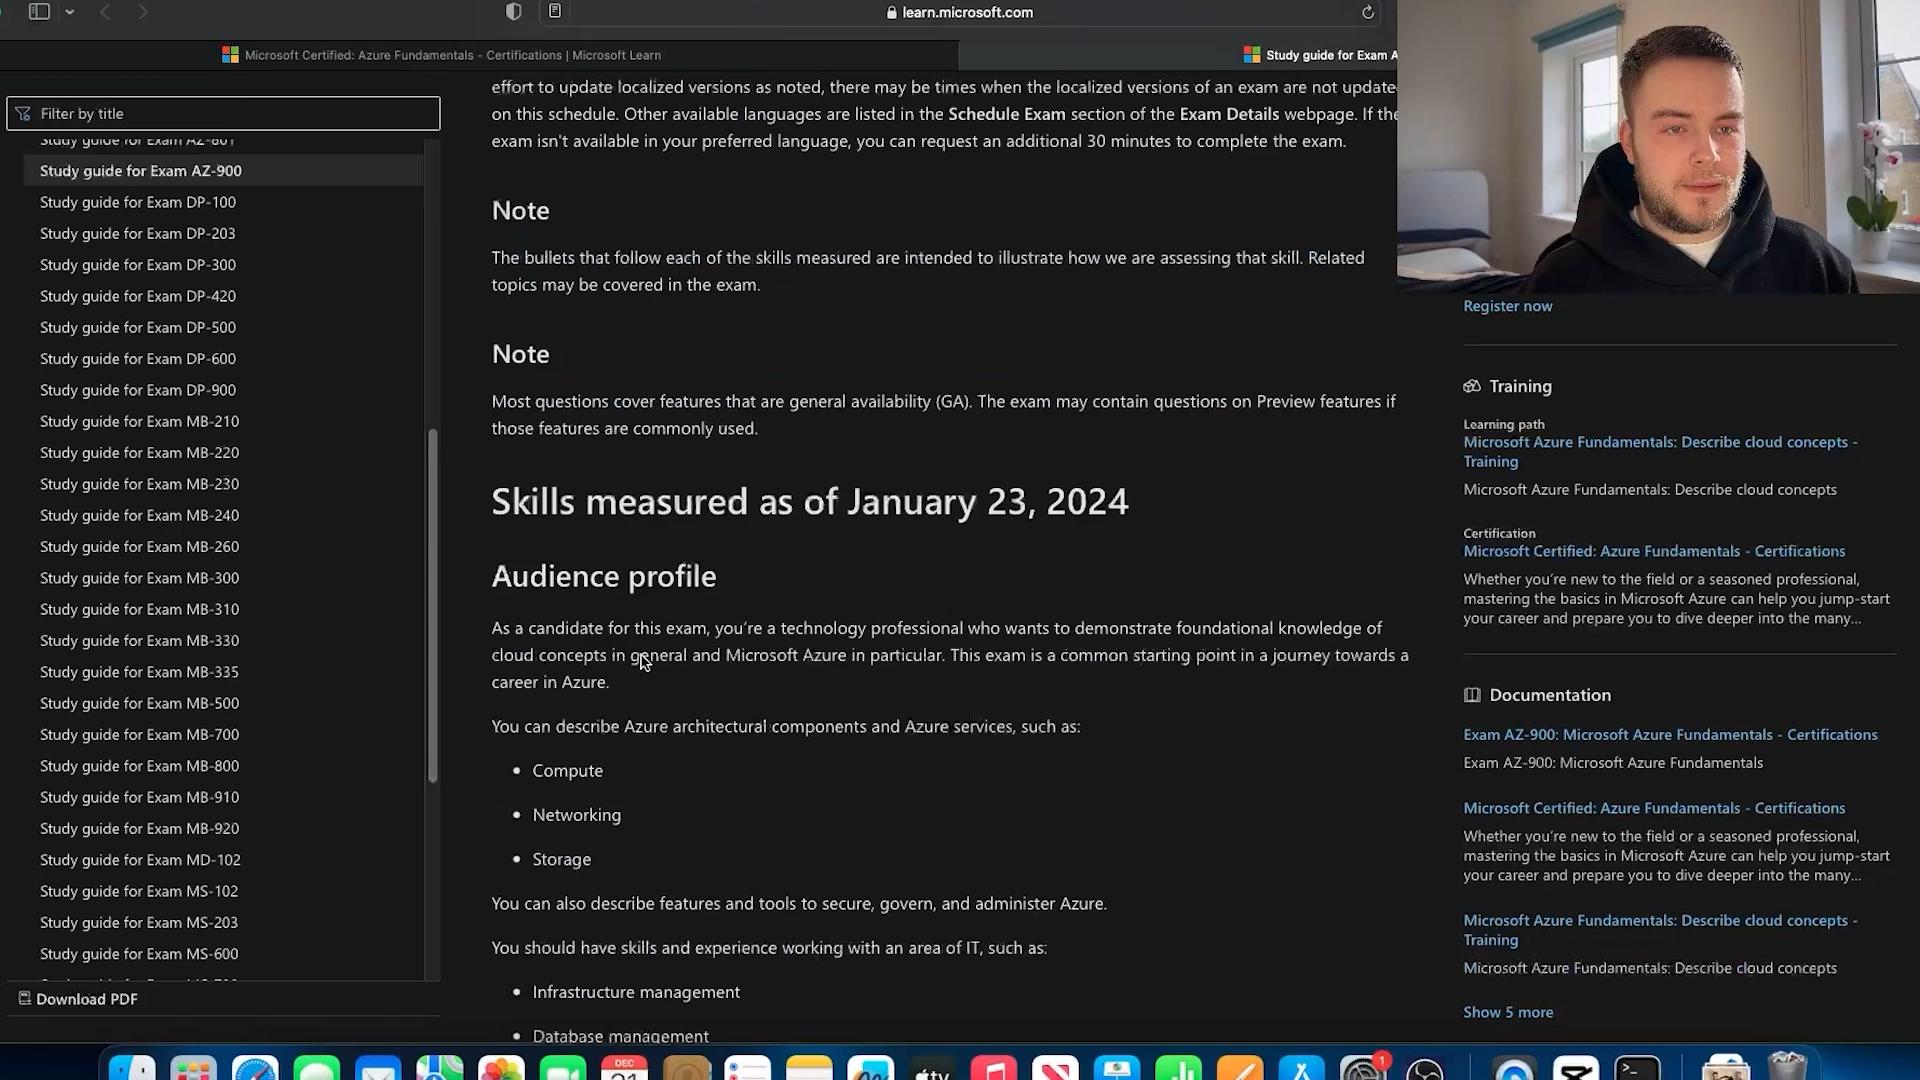 learn.microsoft.com
Microsoft Certified: Azure Fundamentals - Certifications | Microsoft Learn
Study guide for Exam A
Filter by title
Study guide for Exam AZ-801
Study guide for Exam AZ-900
Study guide for Exam DP-100
Study guide for Exam DP-203
Study guide for Exam DP-300
Study guide for Exam DP-420
Study guide for Exam DP-500
Study guide for Exam DP-600
Study guide for Exam DP-900
Study guide for Exam MB-210
Study guide for Exam MB-220
Study guide for Exam MB-230
Study guide for Exam MB-240
Study guide for Exam MB-260
Study guide for Exam MB-300
Study guide for Exam MB-310
Study guide for Exam MB-330
Study guide for Exam MB-335
Study guide for Exam MB-500
Study guide for Exam MB-700
Study guide for Exam MB-800
Study guide for Exam MB-910
Study guide for Exam MB-920
Study guide for Exam MD-102
Study guide for Exam MS-102
Study guide for Exam MS-203
Study guide for Exam MS-600
Download PDF
effort to update localized versions as noted, there may be times when the localized versions of an exam are not update
on this schedule. Other available languages are listed in the Schedule Exam section of the Exam Details webpage. If the
exam isn't available in your preferred language, you can request an additional 30 minutes to complete the exam.
Note
The bullets that follow each of the skills measured are intended to illustrate how we are assessing that skill. Related
topics may be covered in the exam.
Note
Most questions cover features that are general availability (GA). The exam may contain questions on Preview features if
those features are commonly used.
Skills measured as of January 23, 2024
Audience profile
As a candidate for this exam, you're a technology professional who wants to demonstrate foundational knowledge of
cloud concepts in general and Microsoft Azure in particular. This exam is a common starting point in a journey towards a
career in Azure.
You can describe Azure architectural components and Azure services, such as:
• Compute
• Networking
• Storage
You can also describe features and tools to secure, govern, and administer Azure.
You should have skills and experience working with an area of IT, such as:
• Infrastructure management
• Database management
Register now
Training
Learning path
Microsoft Azure Fundamentals: Describe cloud concepts -
Training
Microsoft Azure Fundamentals: Describe cloud concepts
Certification
Microsoft Certified: Azure Fundamentals - Certifications
Whether you're new to the field or a seasoned professional,
mastering the basics in Microsoft Azure can help you jump-start
your career and prepare you to dive deeper into the many...
Documentation
Exam AZ-900: Microsoft Azure Fundamentals - Certifications
Exam AZ-900: Microsoft Azure Fundamentals
Microsoft Certified: Azure Fundamentals - Certifications
Whether you're new to the field or a seasoned professional,
mastering the basics in Microsoft Azure can help you jump-start
your career and prepare you to dive deeper into the many...
Microsoft Azure Fundamentals: Describe cloud concepts -
Training
Microsoft Azure Fundamentals: Describe cloud concepts
Show 5 more
DEC
1